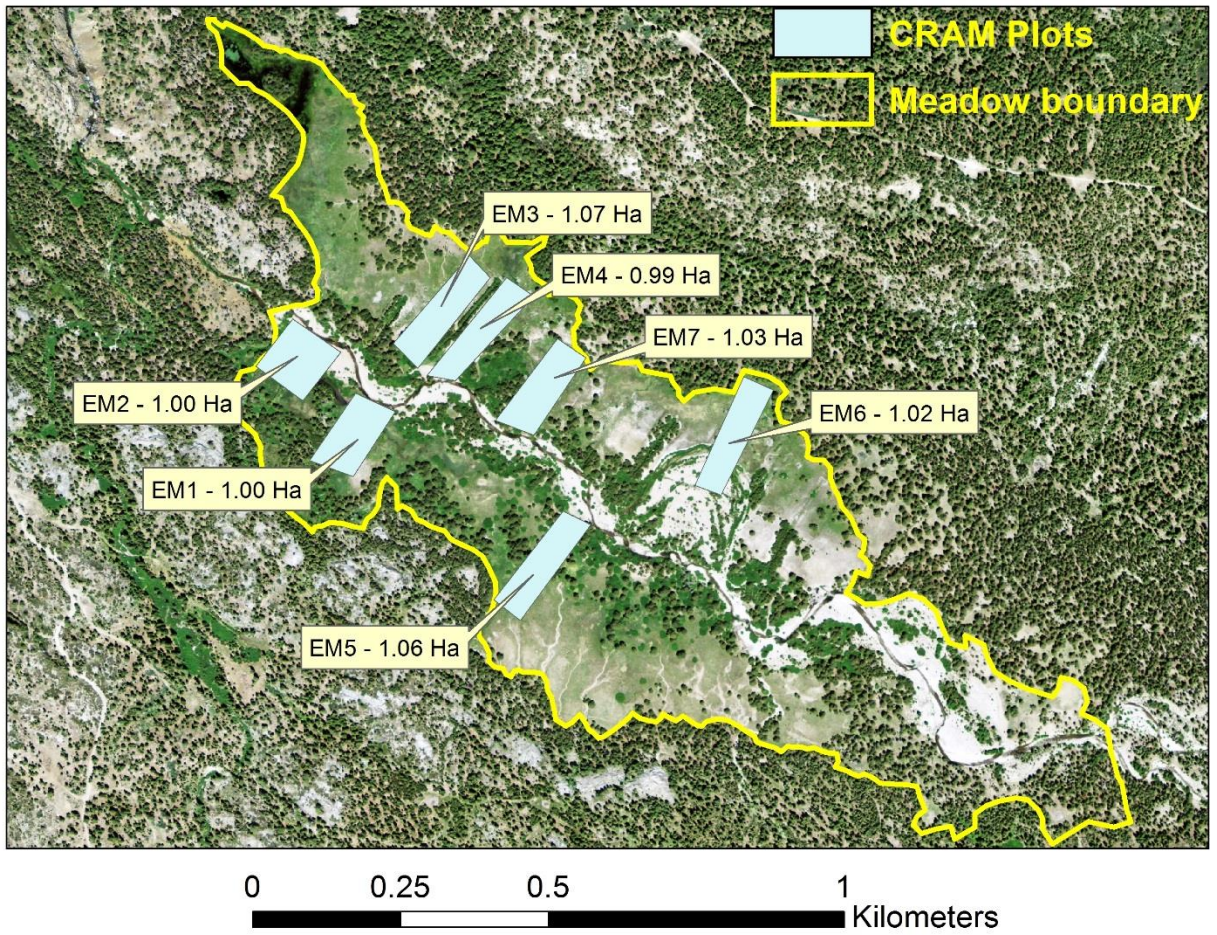 CRAM Plots
Meadow boundary
EM3 - 1.07 Ha
EM4 - 0.99 Ha
EM7 - 1.03 Ha
EM2 - 1.00 Ha
EM6 - 1.02 Ha
EM1 - 1.00 Ha
EM5 - 1.06 Ha
0 0.25 0.5 1
Kilometers